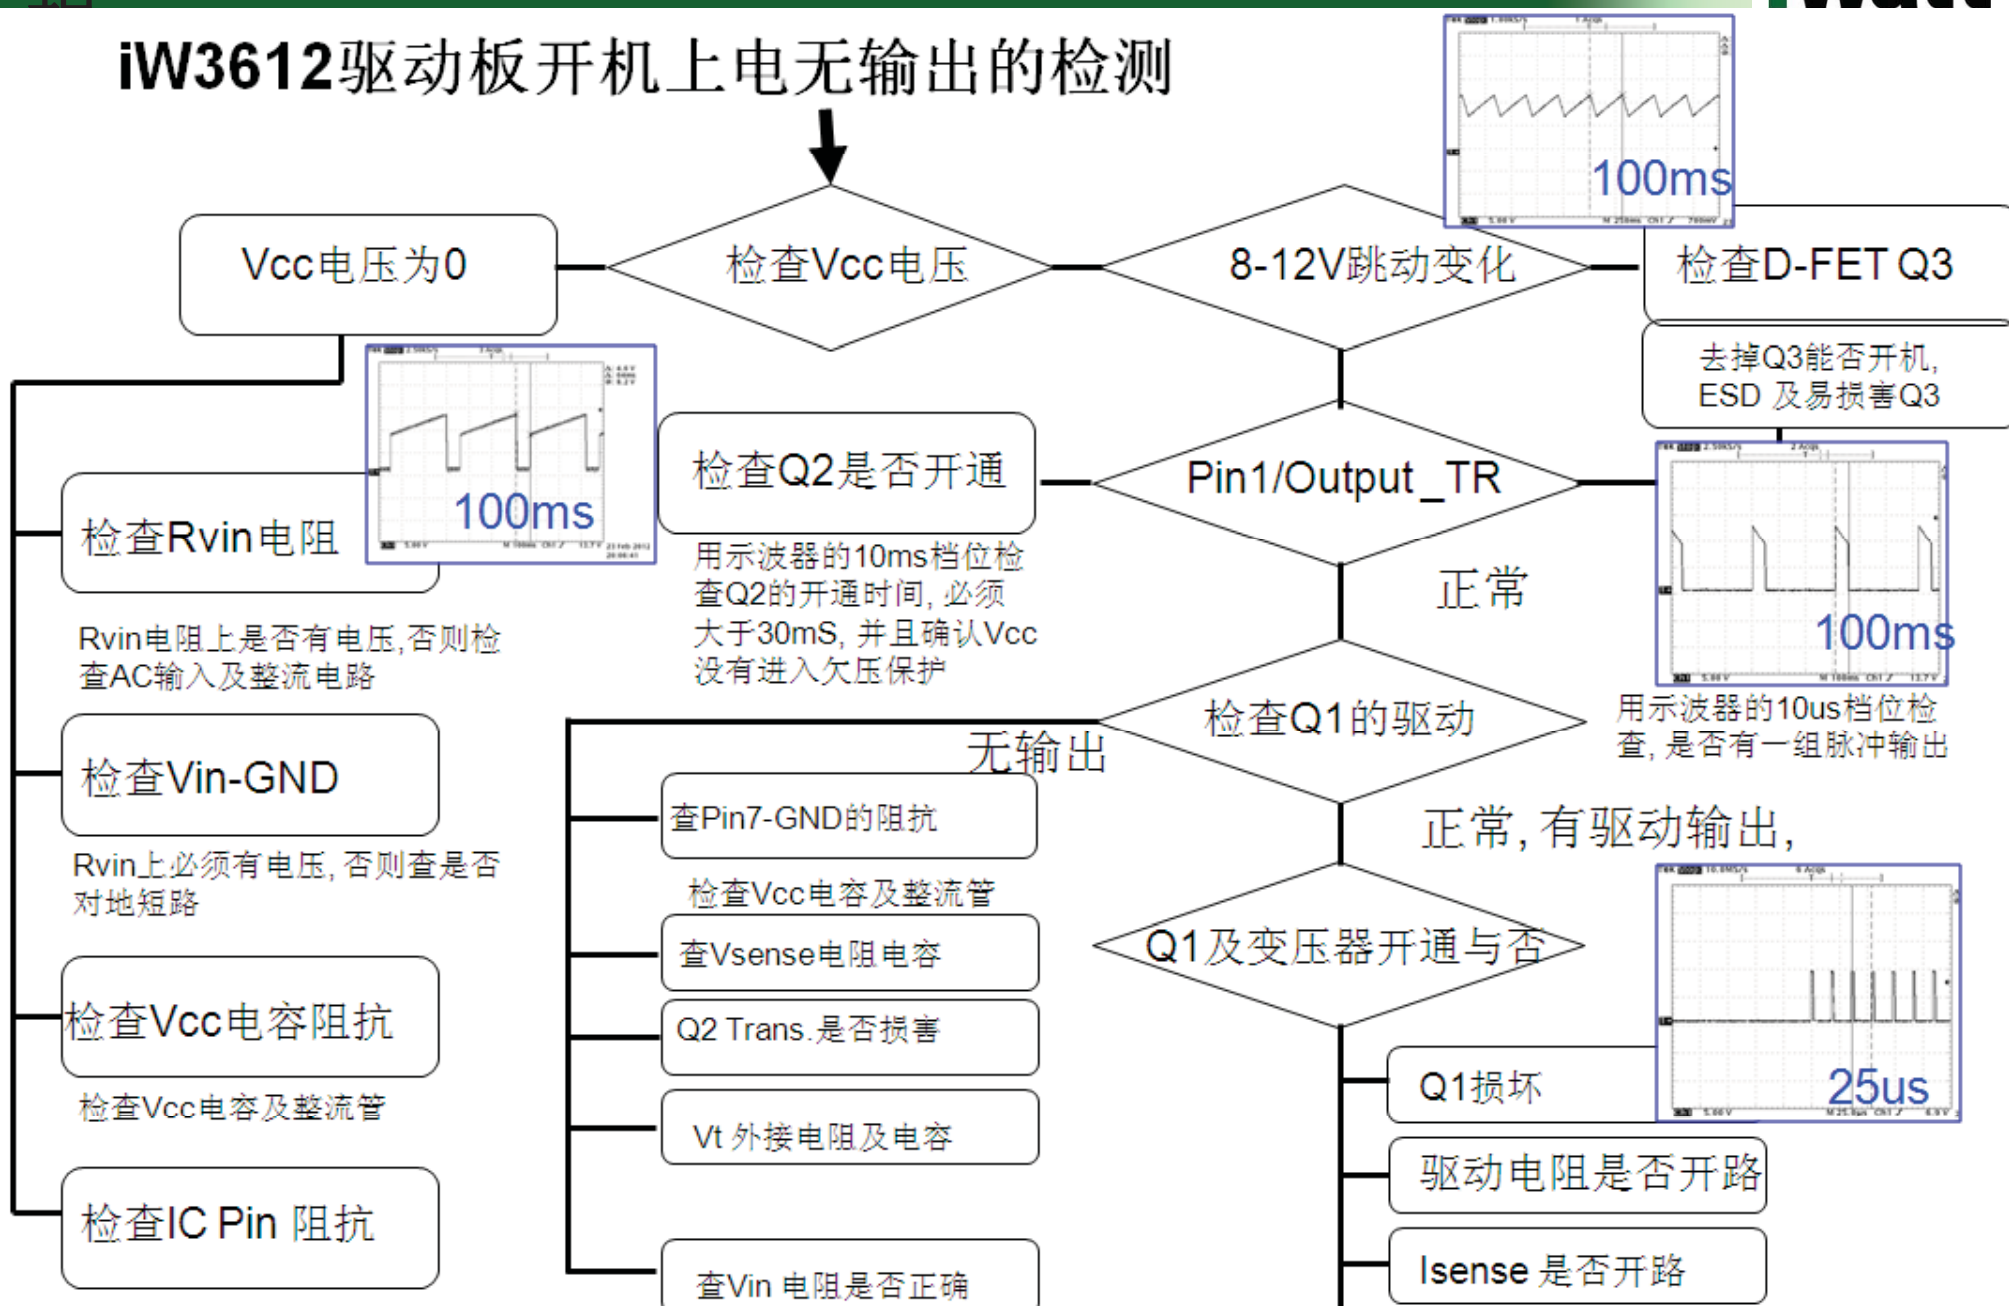 iW3612驱动板开机上电无输出的检测
100ms
Vcc电压为0
检查Vcc电压
8-12V跳动变化
检查D-FET Q3
去掉Q3能否开机,
ESD 及易损害Q3
100ms
检查Rvin电阻
Rvin电阻上是否有电压,否则检
查AC输入及整流电路
检查Q2是否开通
用示波器的10ms档位检
查Q2的开通时间, 必须
大于30mS, 并且确认Vcc
没有进入欠压保护
Pin1/Output_TR
正常
100ms
用示波器的10us档位检
查, 是否有一组脉冲输出
检查Q1的驱动
无输出
正常, 有驱动输出,
检查Vin-GND
Rvin上必须有电压, 否则查是否
对地短路
查Pin7-GND的阻抗
检查Vcc电容及整流管
查Vsense电阻电容
Q1及变压器开通与否
25us
检查Vcc电容阻抗
检查Vcc电容及整流管
Q2 Trans.是否损害
Vt 外接电阻及电容
Q1损坏
驱动电阻是否开路
检查IC Pin 阻抗
查Vin 电阻是否正确
Isense 是否开路